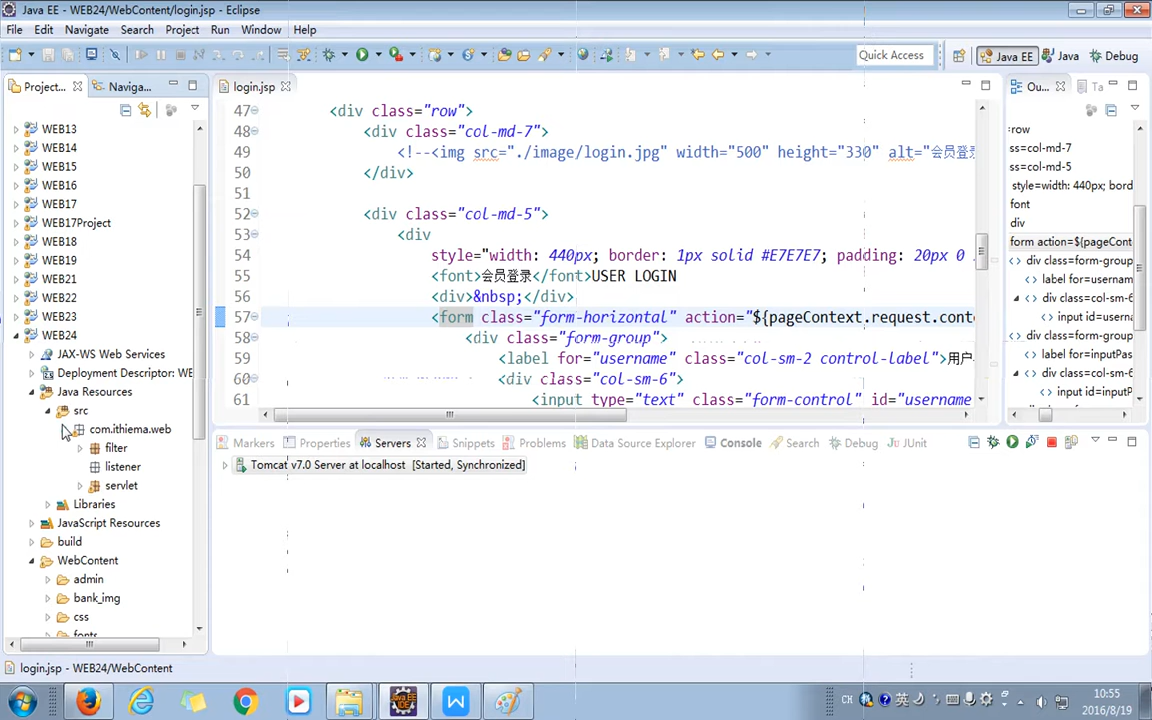 Java EE - WEB24/WebContent/login.jsp - Eclipse
File Edit Navigate Search Project Run Window Help
Quick Access
Java EE Java Debug
Project... Naviga...
login.jsp
Ou... Ta
WEB13
WEB14
WEB15
WEB16
WEB17
WEB17Project
WEB18
WEB19
WEB21
WEB22
WEB23
WEB24
JAX-WS Web Services
Deployment Descriptor: WE
Java Resources
src
com.ithiema.web
filter
listener
servlet
Libraries
JavaScript Resources
build
WebContent
admin
bank_img
css
fonts
47 <div class="row">
48 <div class="col-md-7">
49 <!--<img src="./image/login.jpg" width="500" height="330" alt="会员登录
50 </div>
51
52 <div class="col-md-5">
53 <div
54 style="width: 440px; border: 1px solid #E7E7E7; padding: 20px 0
55 <font>会员登录</font>USER LOGIN
56 <div>&nbsp;</div>
57 <form class="form-horizontal" action="${pageContext.request.conte
58 <div class="form-group">
59 <label for="username" class="col-sm-2 control-label">用户
60 <div class="col-sm-6">
61 <input type="text" class="form-control" id="username
:row
ss=col-md-7
ss=col-md-5
style=width: 440px; bord
font
div
form action=${pageCont
div class=form-group
label for=username
div class=col-sm-6
input id=userna
label for=inputPas
div class=col-sm-6
input id=inputP
Markers Properties Servers Snippets Problems Data Source Explorer Console Search Debug JUnit
Tomcat v7.0 Server at localhost [Started, Synchronized]
login.jsp - WEB24/WebContent
CH 英
10:55
2016/8/19